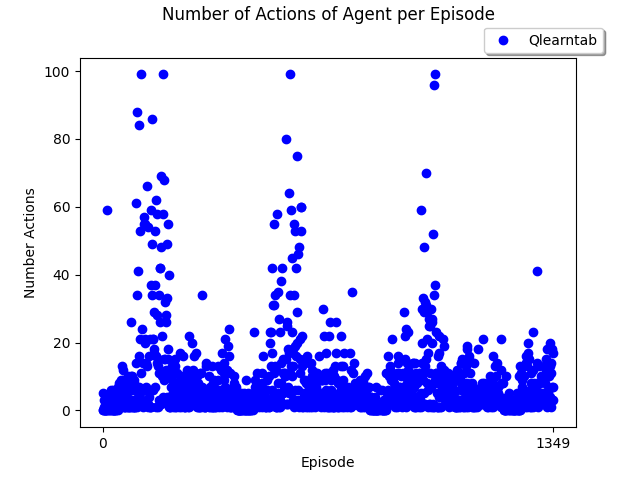 Number of Actions of Agent per Episode
Qlearntab
100
80
60
40
20
0
Number Actions
0 1349
Episode